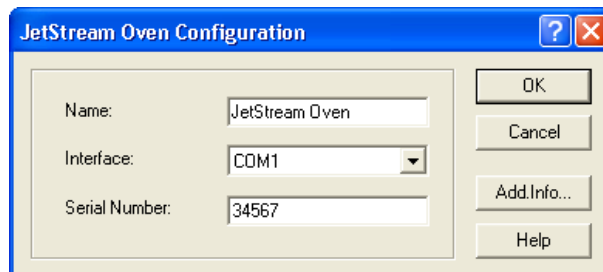 JetStream Oven Configuration
Name: JetStream Oven
Interface: COM1
Serial Number: 34567
OK
Cancel
Add.Info...
Help